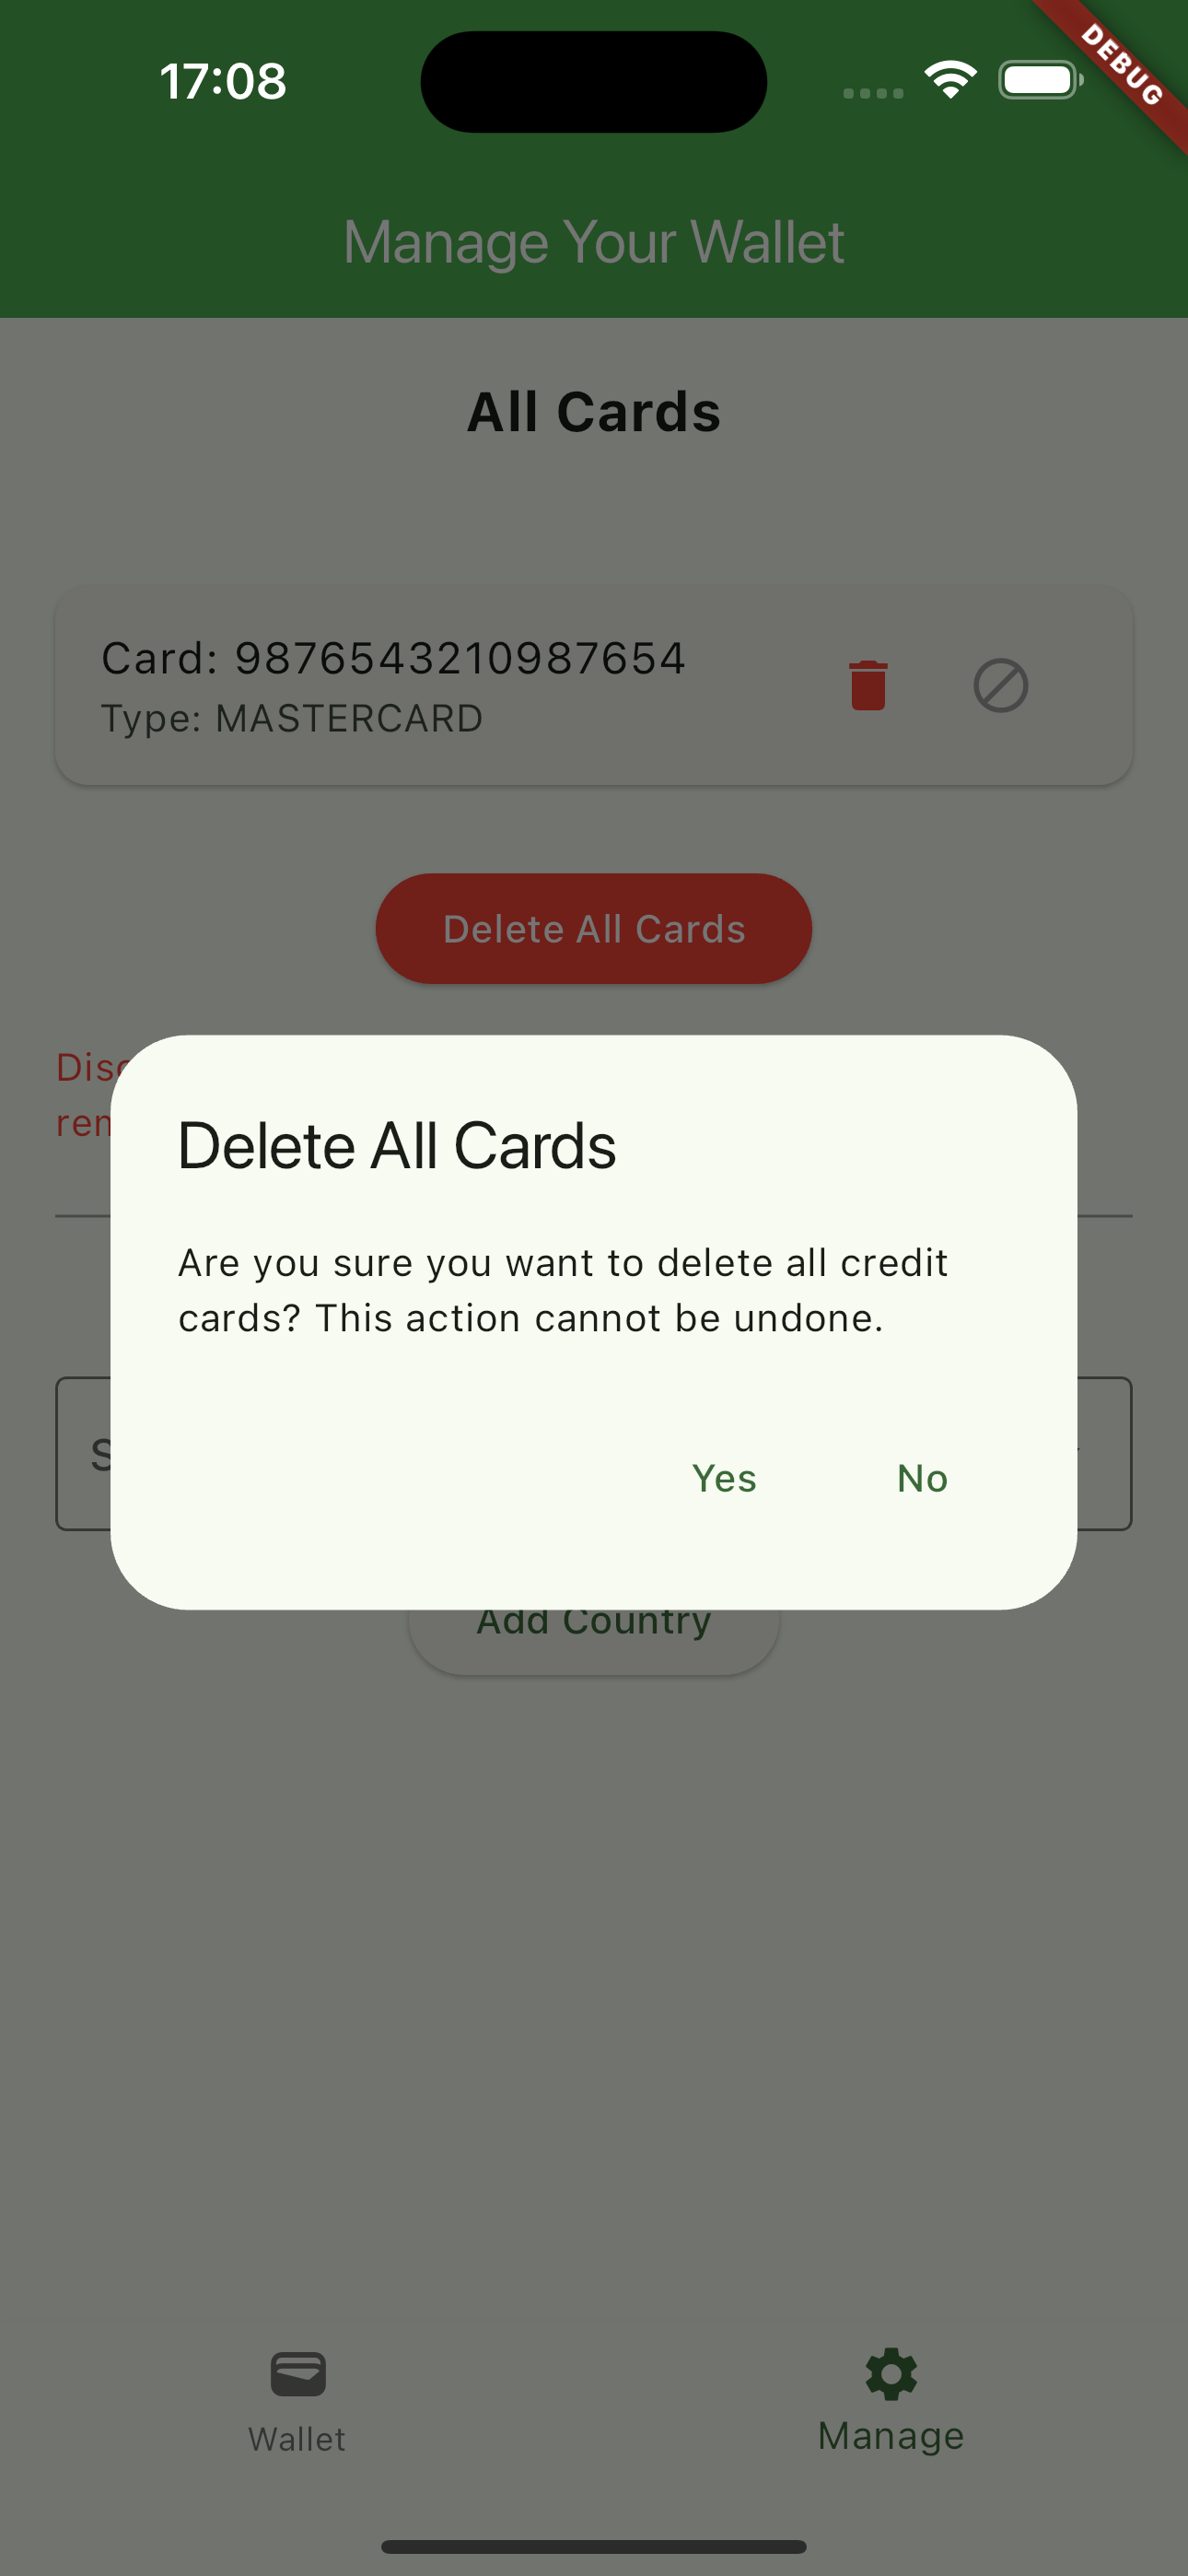 17:08
DEBUG
Manage Your Wallet
All Cards
Card: 9876543210987654
Type: MASTERCARD
Delete All Cards
Delete All Cards
Are you sure you want to delete all credit
cards? This action cannot be undone.
Yes No
Add Country
Wallet
Manage